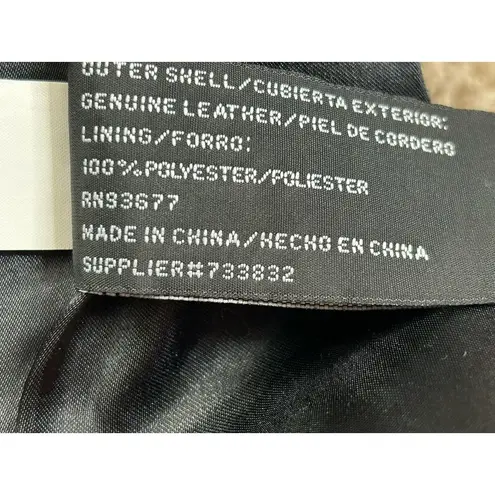 OUTER SHELL/CUBIERTA EXTERIOR:
GENUINE LEATHER/PIEL DE CORDERO
LINING/FORRO:
100%POLYESTER/POLIESTER
RN93677
MADE IN CHINA/HECHO EN CHINA
SUPPLIER#733832